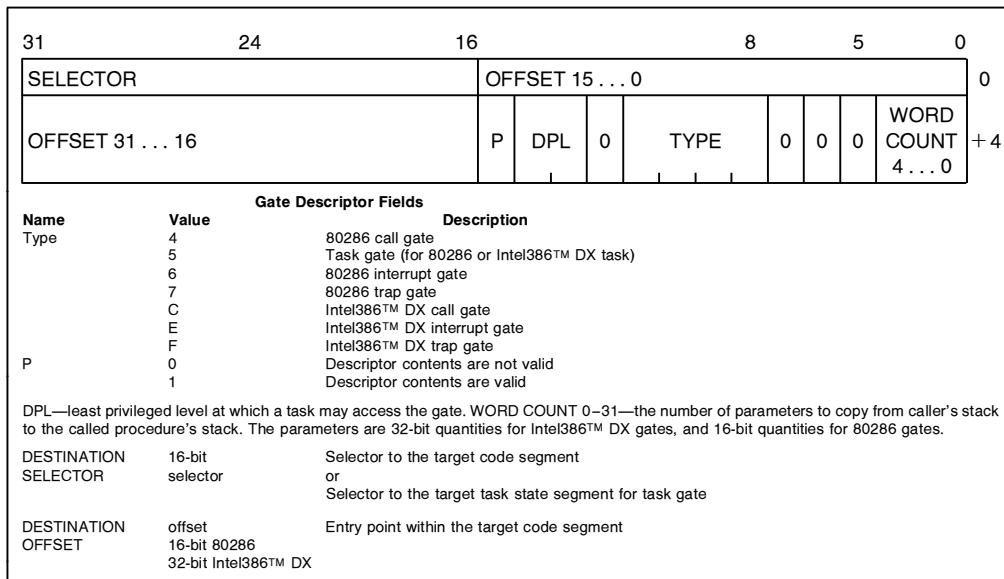 31 24 16 8 5 0
SELECTOR OFFSET 15 . . . 0 0
OFFSET 31 . . . 16 P DPL 0 TYPE 0 0 0 WORD COUNT 4 . . . 0 +4
Gate Descriptor Fields
Name Value Description
Type 4 80286 call gate
5 Task gate (for 80286 or Intel386™ DX task)
6 80286 interrupt gate
7 80286 trap gate
C Intel386™ DX call gate
E Intel386™ DX interrupt gate
F Intel386™ DX trap gate
P 0 Descriptor contents are not valid
1 Descriptor contents are valid
DPL—least privileged level at which a task may access the gate. WORD COUNT 0–31—the number of parameters to copy from caller's stack
to the called procedure's stack. The parameters are 32-bit quantities for Intel386™ DX gates, and 16-bit quantities for 80286 gates.
DESTINATION 16-bit Selector to the target code segment
SELECTOR selector or
Selector to the target task state segment for task gate
DESTINATION offset Entry point within the target code segment
OFFSET 16-bit 80286
32-bit Intel386™ DX